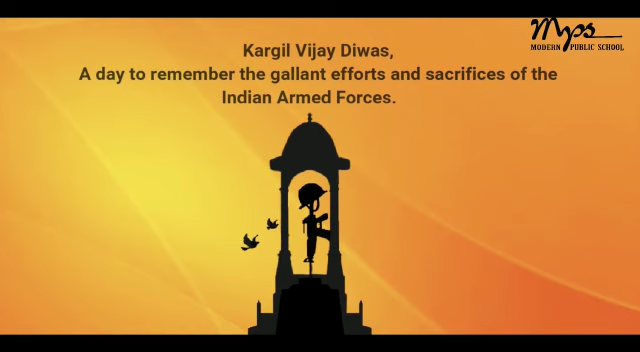 Mps
MODERN PUBLIC SCHOOL
Kargil Vijay Diwas,
A day to remember the gallant efforts and sacrifices of the
Indian Armed Forces.